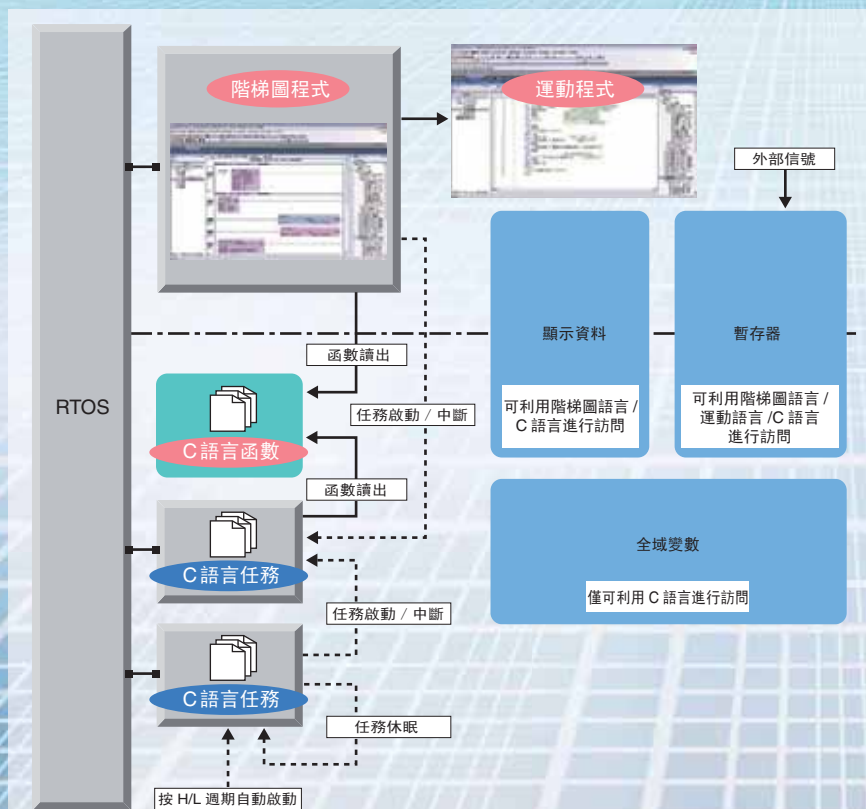 階梯圖程式
運動程式
外部信號
RTOS
顯示資料
可利用階梯圖語言 /
C 語言進行訪問
暫存器
可利用階梯圖語言 /
運動語言 /C 語言
進行訪問
函數讀出
C 語言函數
任務啟動 / 中斷
函數讀出
C 語言任務
全域變數
僅可利用 C 語言進行訪問
任務啟動 / 中斷
C 語言任務
任務休眠
按 H/L 週期自動啟動